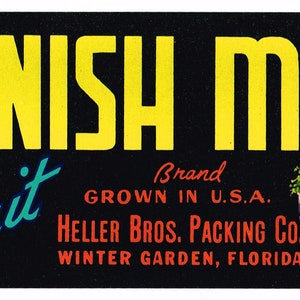 NISH M
it
Brand
GROWN IN U.S.A.
HELLER BROS. PACKING CO
WINTER GARDEN, FLORIDA